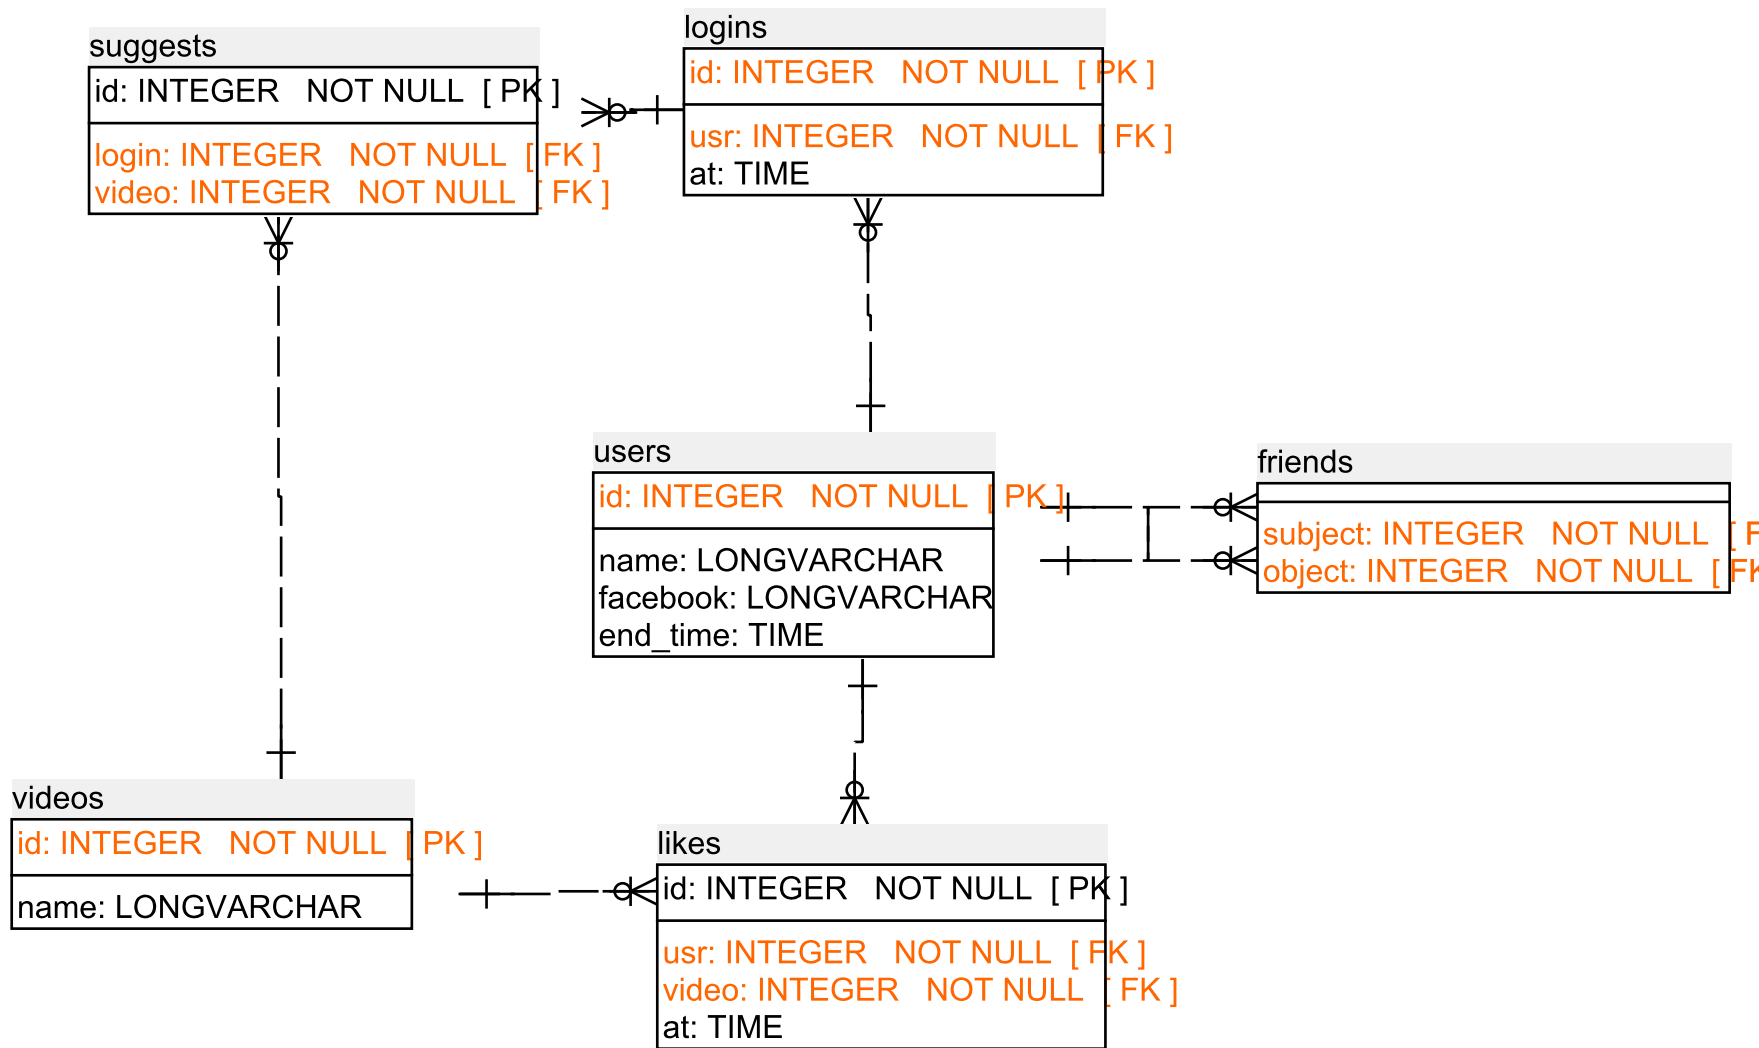 suggests
id: INTEGER NOT NULL [ PK ]
login: INTEGER NOT NULL [ FK ]
video: INTEGER NOT NULL [ FK ]
logins
id: INTEGER NOT NULL [ PK ]
usr: INTEGER NOT NULL [ FK ]
at: TIME
users
id: INTEGER NOT NULL [ PK ]
name: LONGVARCHAR
facebook: LONGVARCHAR
end_time: TIME
friends
subject: INTEGER NOT NULL [ F
object: INTEGER NOT NULL [ FK
videos
id: INTEGER NOT NULL [ PK ]
name: LONGVARCHAR
likes
id: INTEGER NOT NULL [ PK ]
usr: INTEGER NOT NULL [ FK ]
video: INTEGER NOT NULL [ FK ]
at: TIME